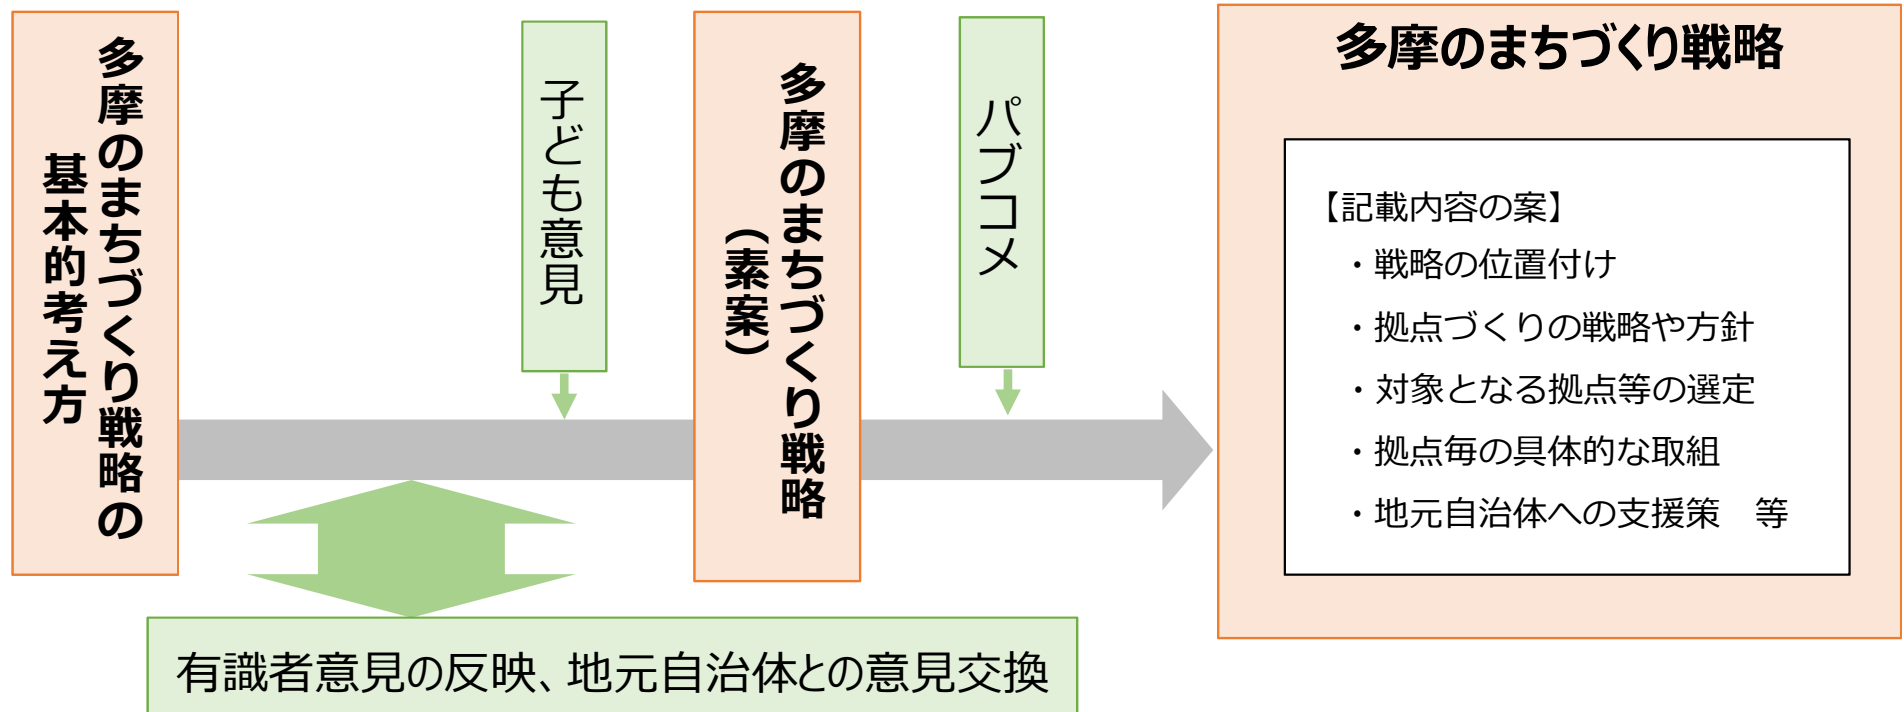 多摩のまちづくり戦略の
基本的考え方
子ども意見
多摩のまちづくり戦略
（素案）
パブコメ
多摩のまちづくり戦略
【記載内容の案】
・戦略の位置付け
・拠点づくりの戦略や方針
・対象となる拠点等の選定
・拠点毎の具体的な取組
・地元自治体への支援策　等
有識者意見の反映、地元自治体との意見交換